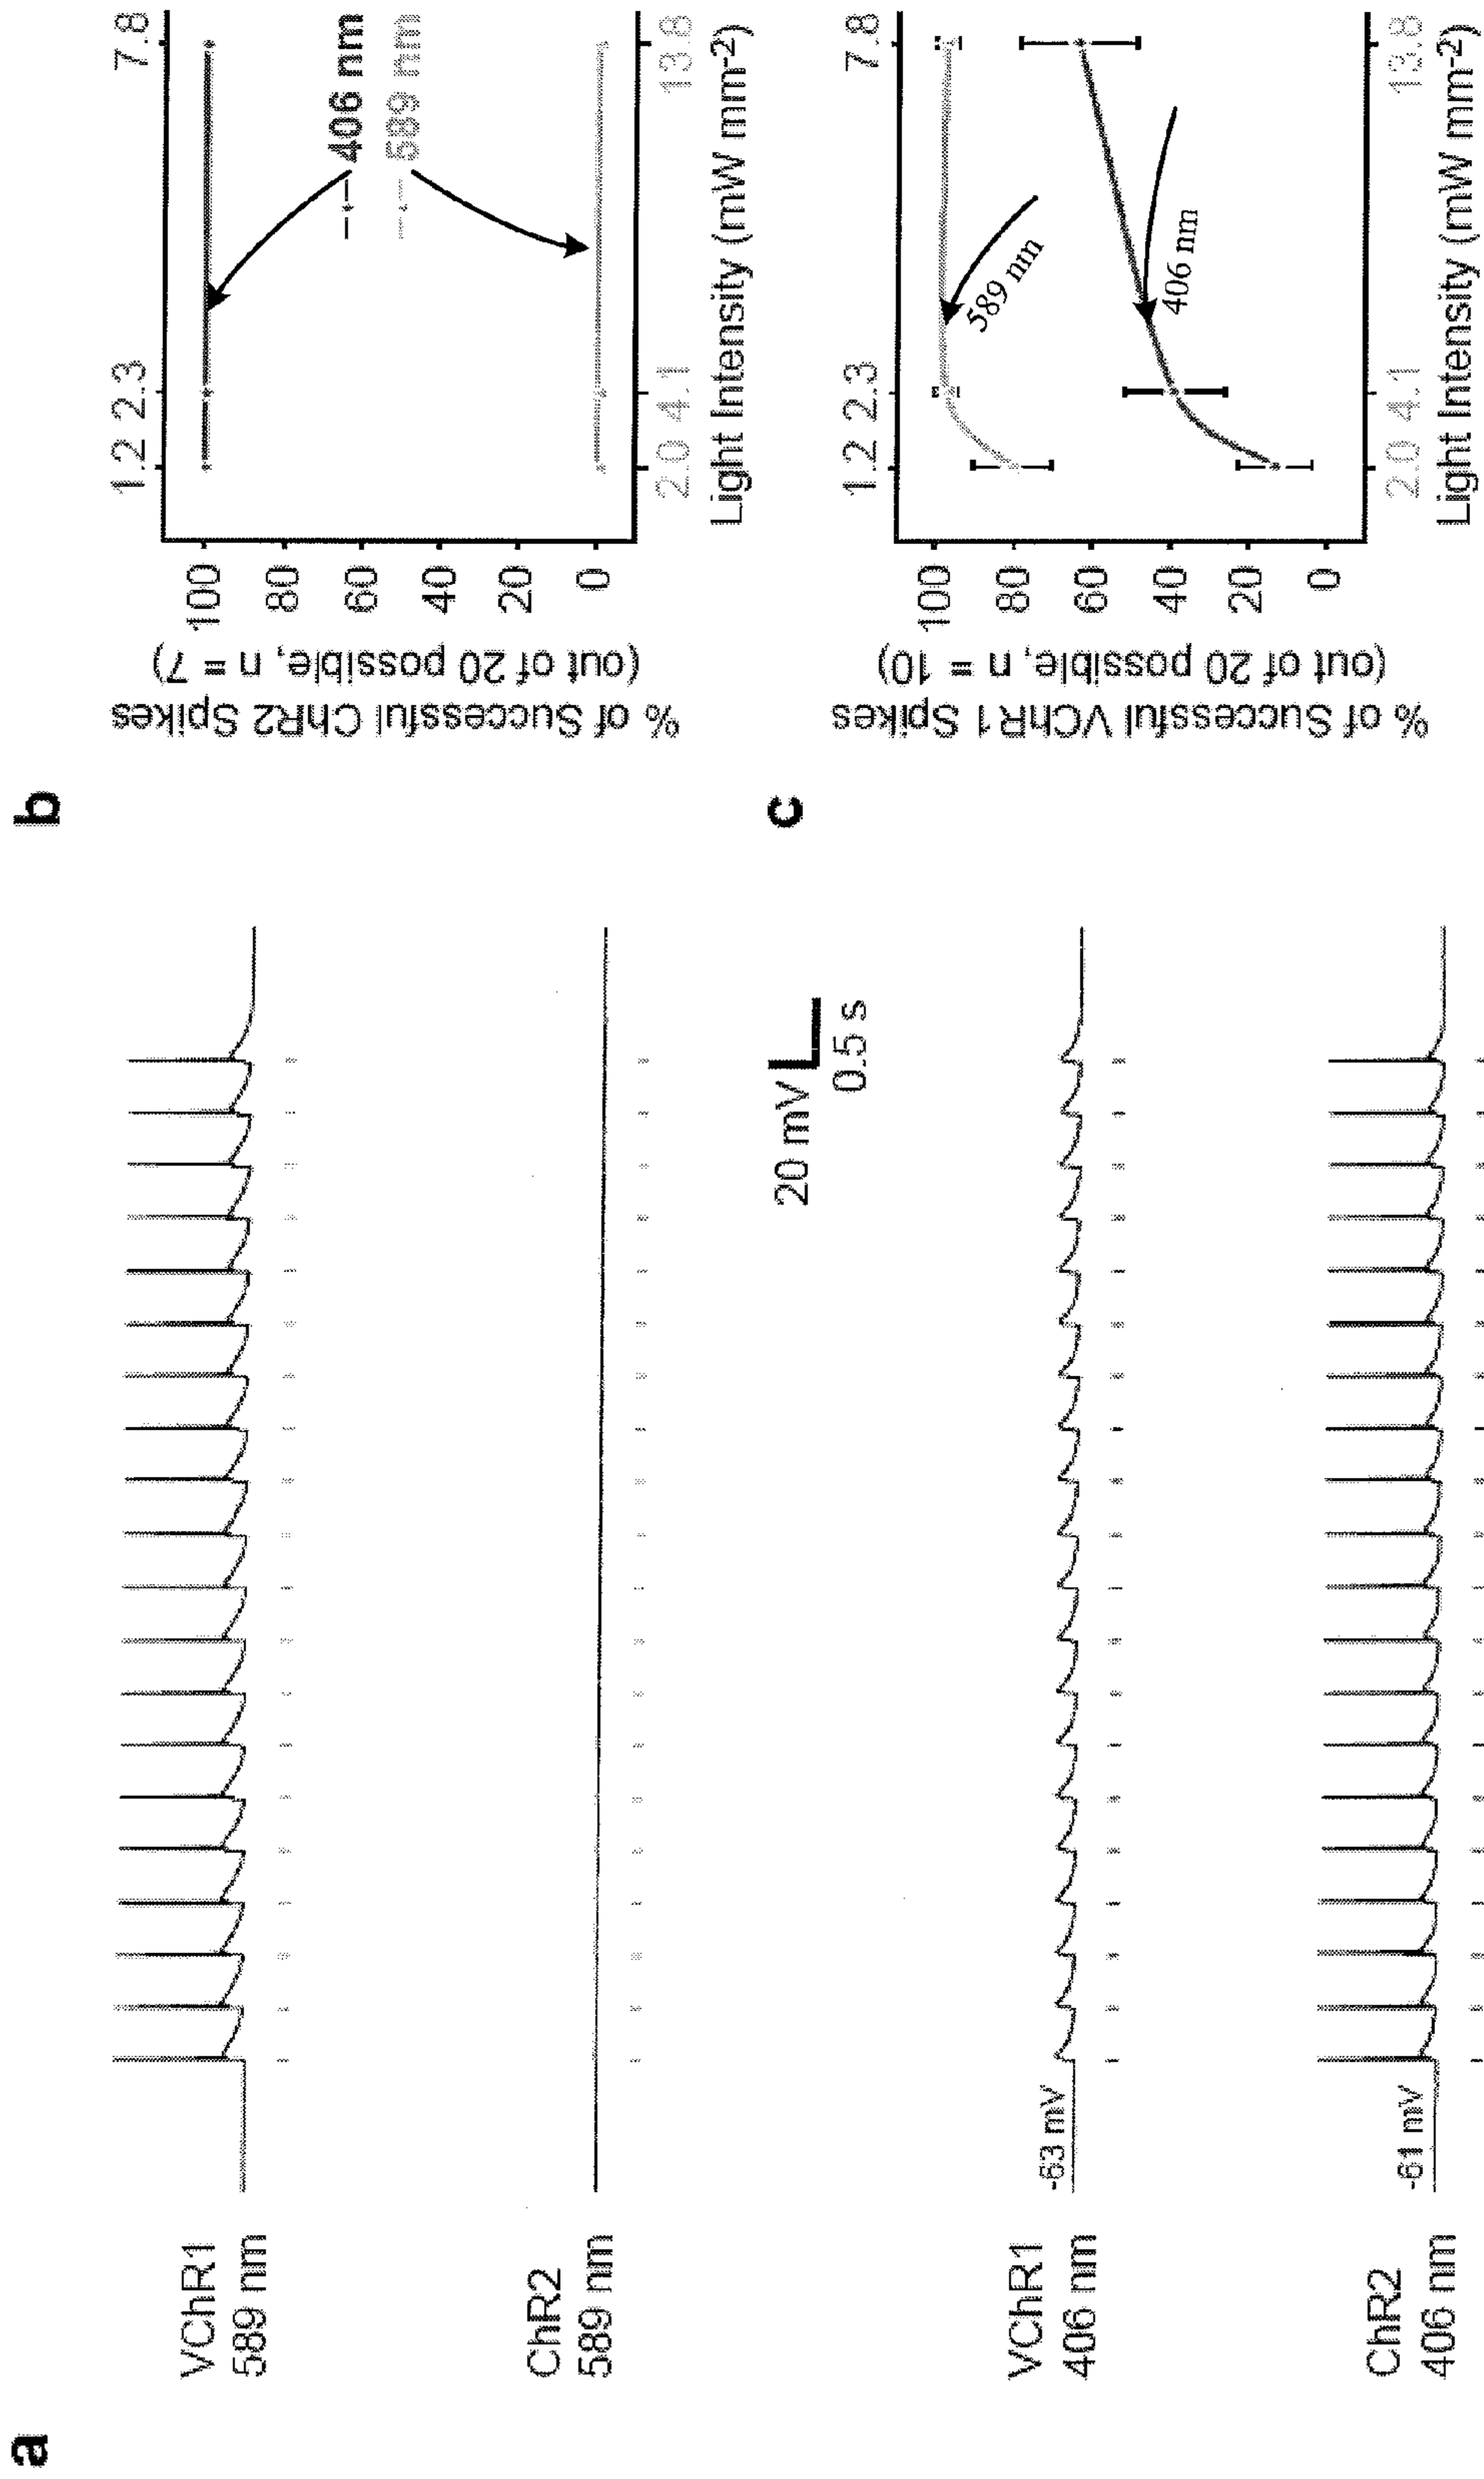 a
VChR1
589 nm
ChR2
589 nm
20 mV
0.5 s
VChR1
406 nm
-63 mV
ChR2
406 nm
-61 mV
b
% of Successful ChR2 Spikes
(out of 20 possible, n = 7)
1.2 2.3 7.8
100
80
60
40
20
0
406 nm
589 nm
2.0 4.1 13.8
Light Intensity (mW mm-2)
c
% of Successful VChR1 Spikes
(out of 20 possible, n = 10)
1.2 2.3 7.8
100
80
60
40
20
0
589 nm
406 nm
2.0 4.1 13.8
Light Intensity (mW mm-2)